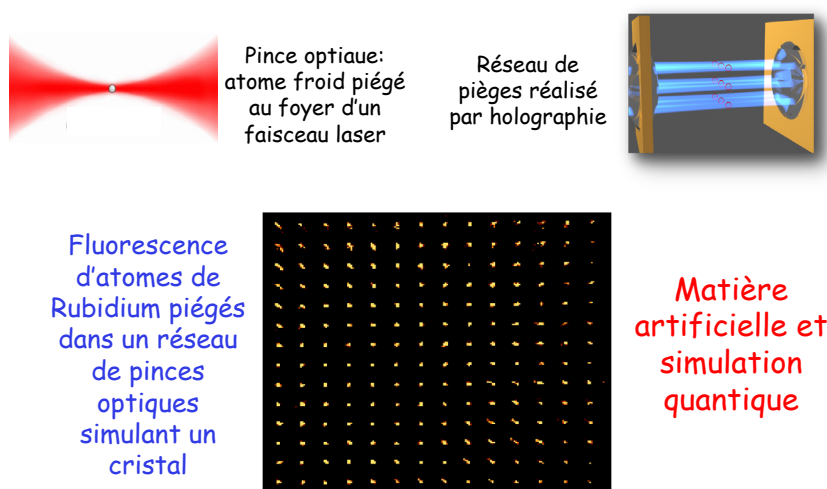 Pince optiaue:
atome froid piégé
au foyer d'un
faisceau laser
Réseau de
pièges réalisé
par holographie
Fluorescence
d'atomes de
Rubidium piégés
dans un réseau
de pinces
optiques
simulant un
cristal
Matière
artificielle et
simulation
quantique